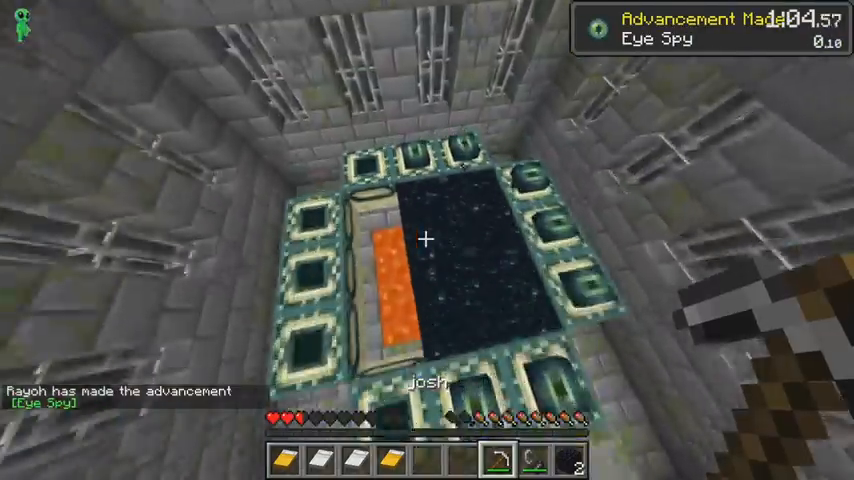 Advancement Made
1:04.57
Eye Spy
0.10
Rayoh has made the advancement
[Eye Spy]
josh
2